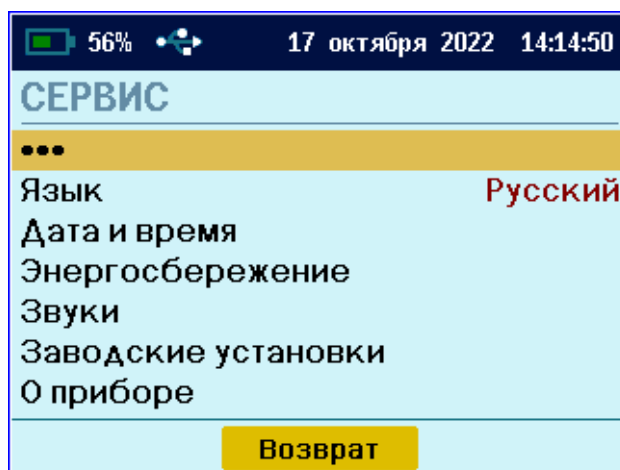 56% 17 октября 2022 14:14:50
СЕРВИС
•••
Язык Русский
Дата и время
Энергосбережение
Звуки
Заводские установки
О приборе
Возврат